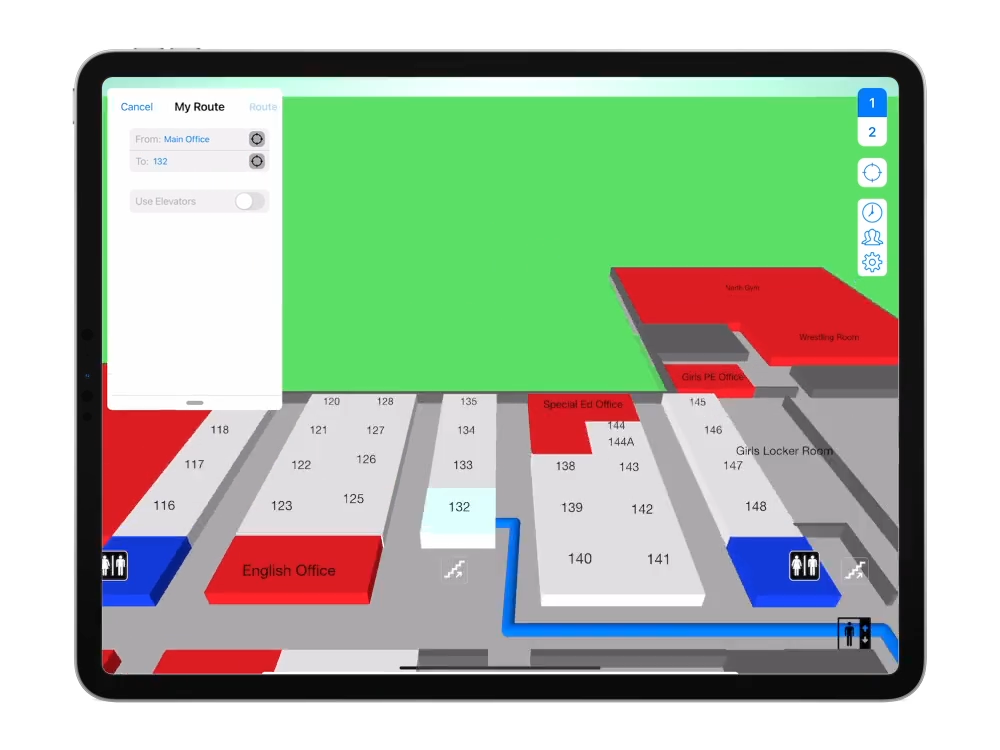 Cancel My Route Route
From: Main Office
To: 132
Use Elevators
1
2
North Gym
Wrestling Room
Girls PE Office
120 128 135 Special Ed Office 145
118 121 127 134 144 146
144A
Girls Locker Room
117 122 126 133 138 143 147
116 123 125 132 139 142 148
English Office 140 141